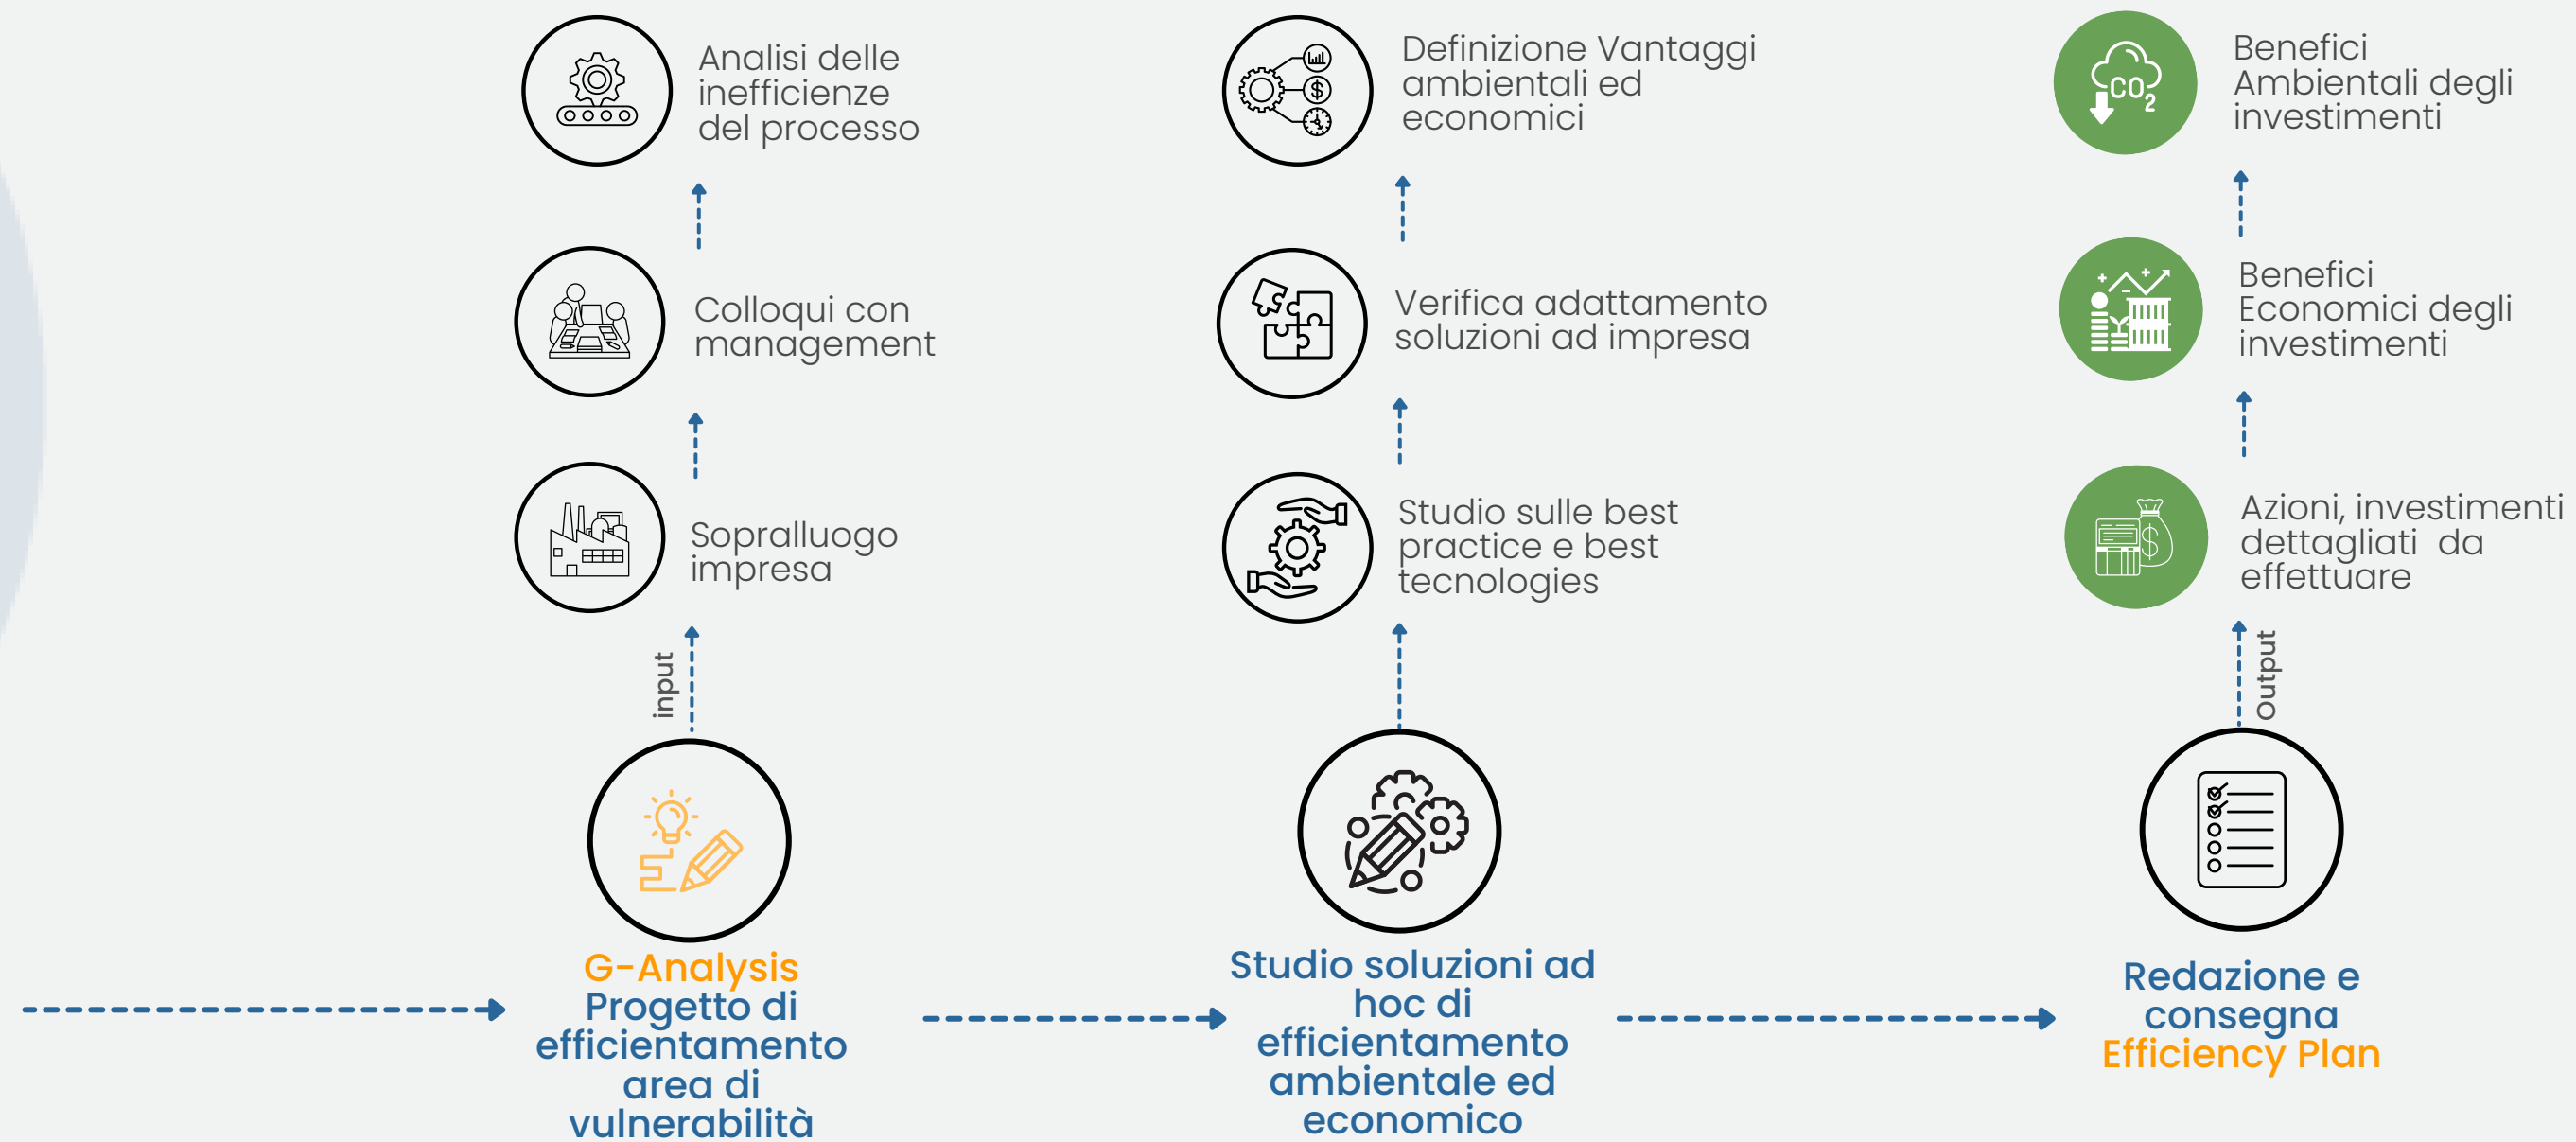 Analisi delle
inefficienze
del processo
Colloqui con
management
Sopralluogo
impresa
input
G-Analysis
Progetto di
efficientamento
area di
vulnerabilità
Definizione Vantaggi
ambientali ed
economici
$
Verifica adattamento
soluzioni ad impresa
Studio sulle best
practice e best
tecnologies
Studio soluzioni ad
hoc di
efficientamento
ambientale ed
economico
CO2
Benefici
Ambientali degli
investimenti
Benefici
Economici degli
investimenti
$
Azioni, investimenti
dettagliati da
effettuare
Output
Redazione e
consegna
Efficiency Plan